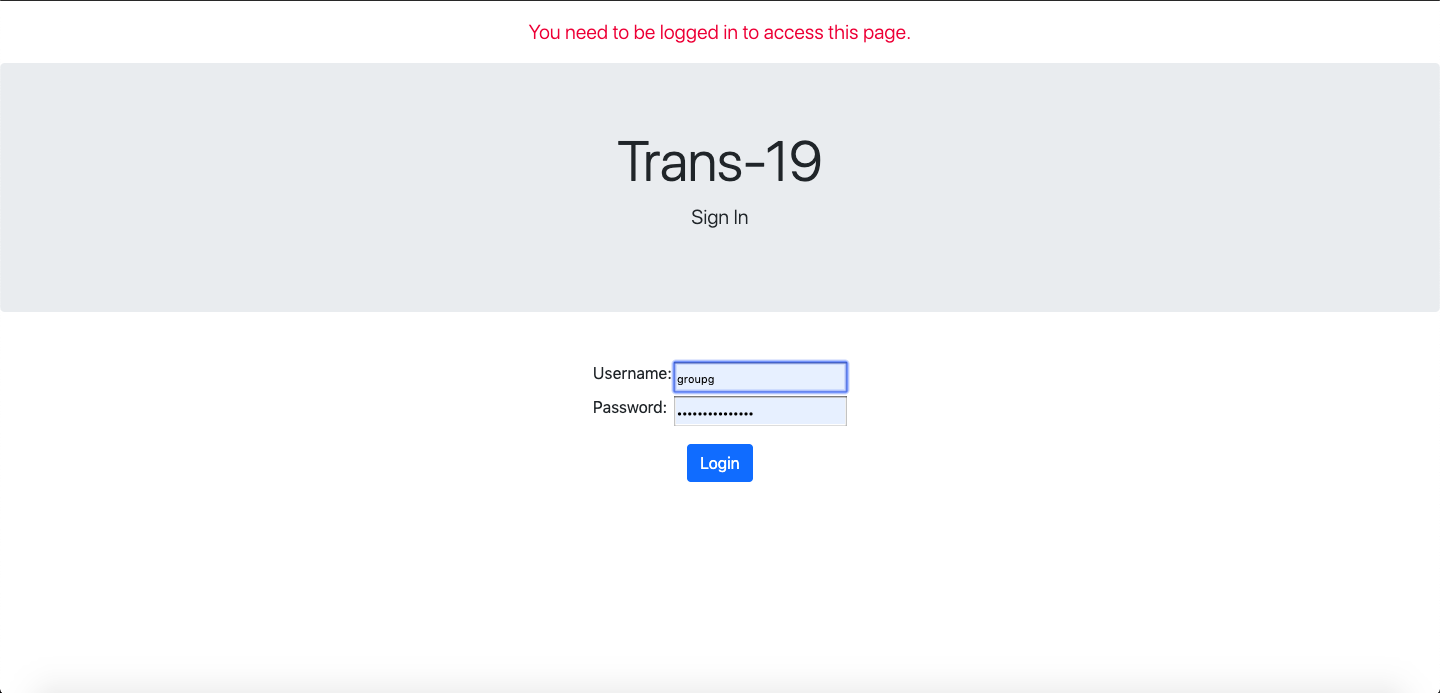 You need to be logged in to access this page.
Trans-19
Sign In
Username: groupg
Password: •••••••••••••••
Login